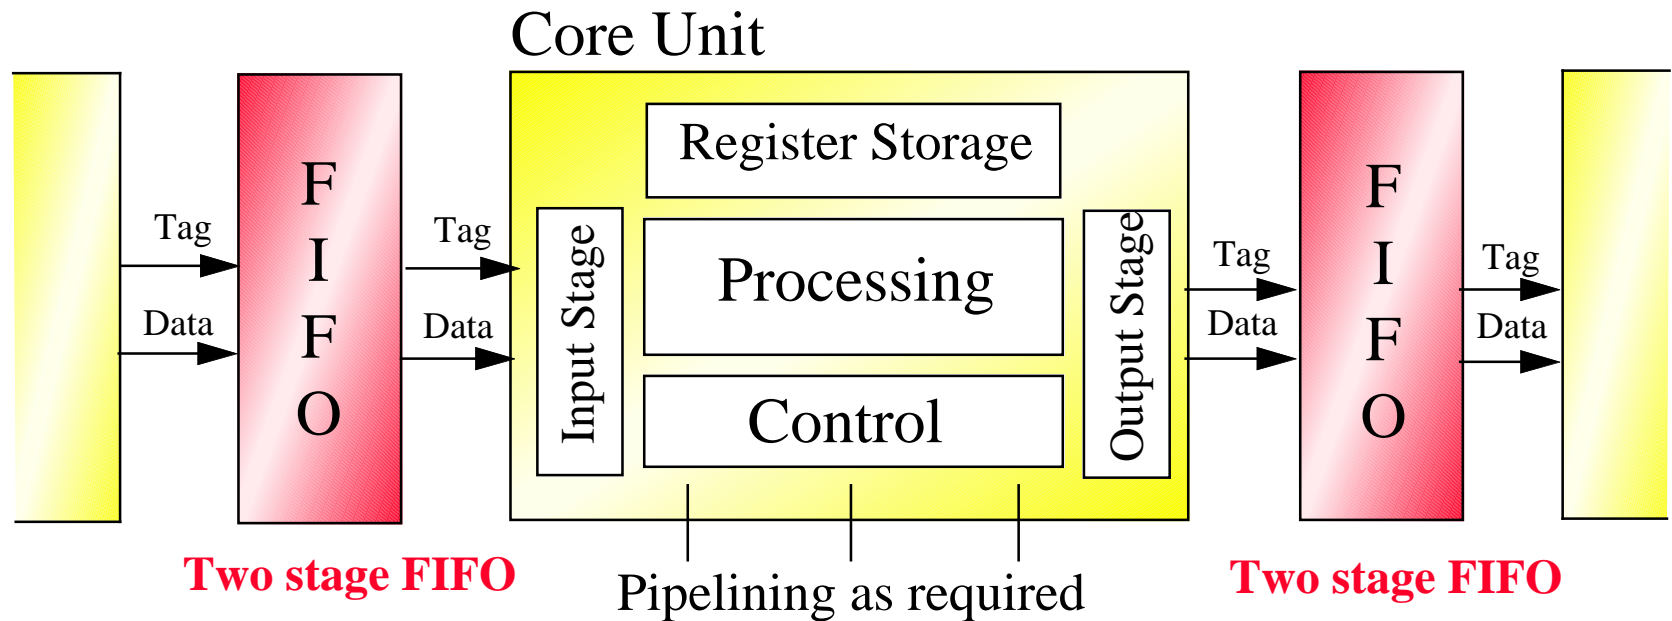 Core Unit
Tag
Data
F
I
F
O
Tag
Data
Register Storage
Input Stage
Processing
Control
Output Stage
Tag
Data
F
I
F
O
Tag
Data
Two stage FIFO
Pipelining as required
Two stage FIFO